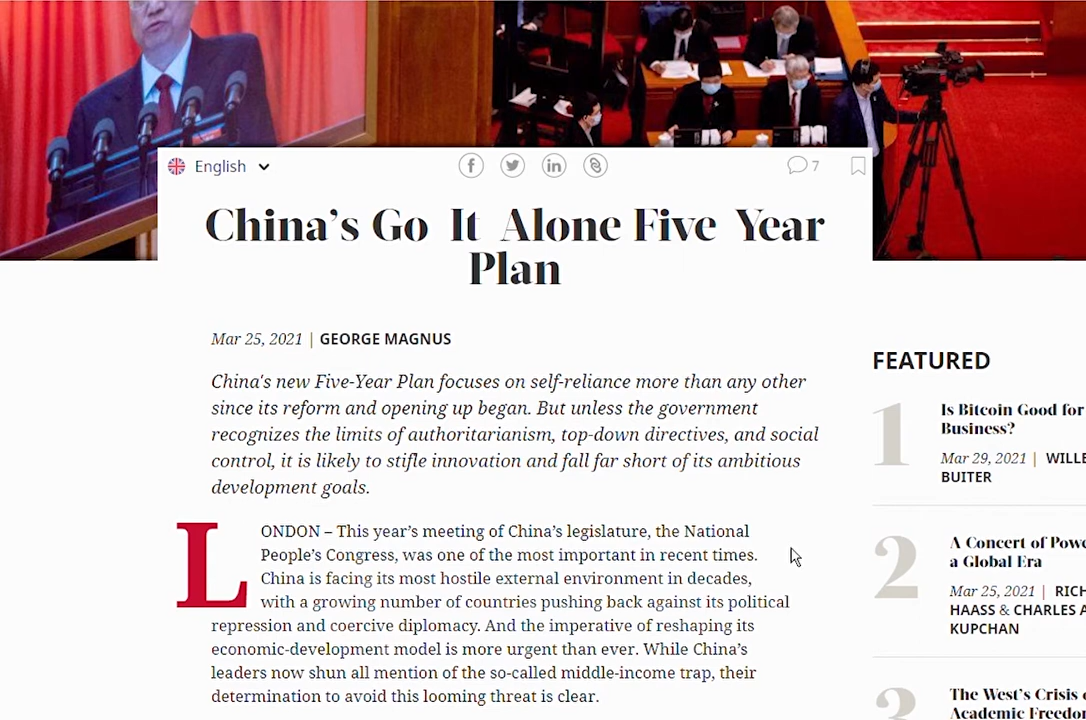 English
7
China's Go It Alone Five Year
Plan
Mar 25, 2021 | GEORGE MAGNUS
China's new Five-Year Plan focuses on self-reliance more than any other
since its reform and opening up began. But unless the government
recognizes the limits of authoritarianism, top-down directives, and social
control, it is likely to stifle innovation and fall far short of its ambitious
development goals.
LONDON – This year's meeting of China's legislature, the National
People's Congress, was one of the most important in recent times.
China is facing its most hostile external environment in decades,
with a growing number of countries pushing back against its political
repression and coercive diplomacy. And the imperative of reshaping its
economic-development model is more urgent than ever. While China's
leaders now shun all mention of the so-called middle-income trap, their
determination to avoid this looming threat is clear.
FEATURED
1
Is Bitcoin Good for
Business?
Mar 29, 2021 | WILLE
BUITER
2
A Concert of Powe
a Global Era
Mar 25, 2021 | RICH
HAASS & CHARLES A
KUPCHAN
3
The West's Crisis o
Academic Freedom